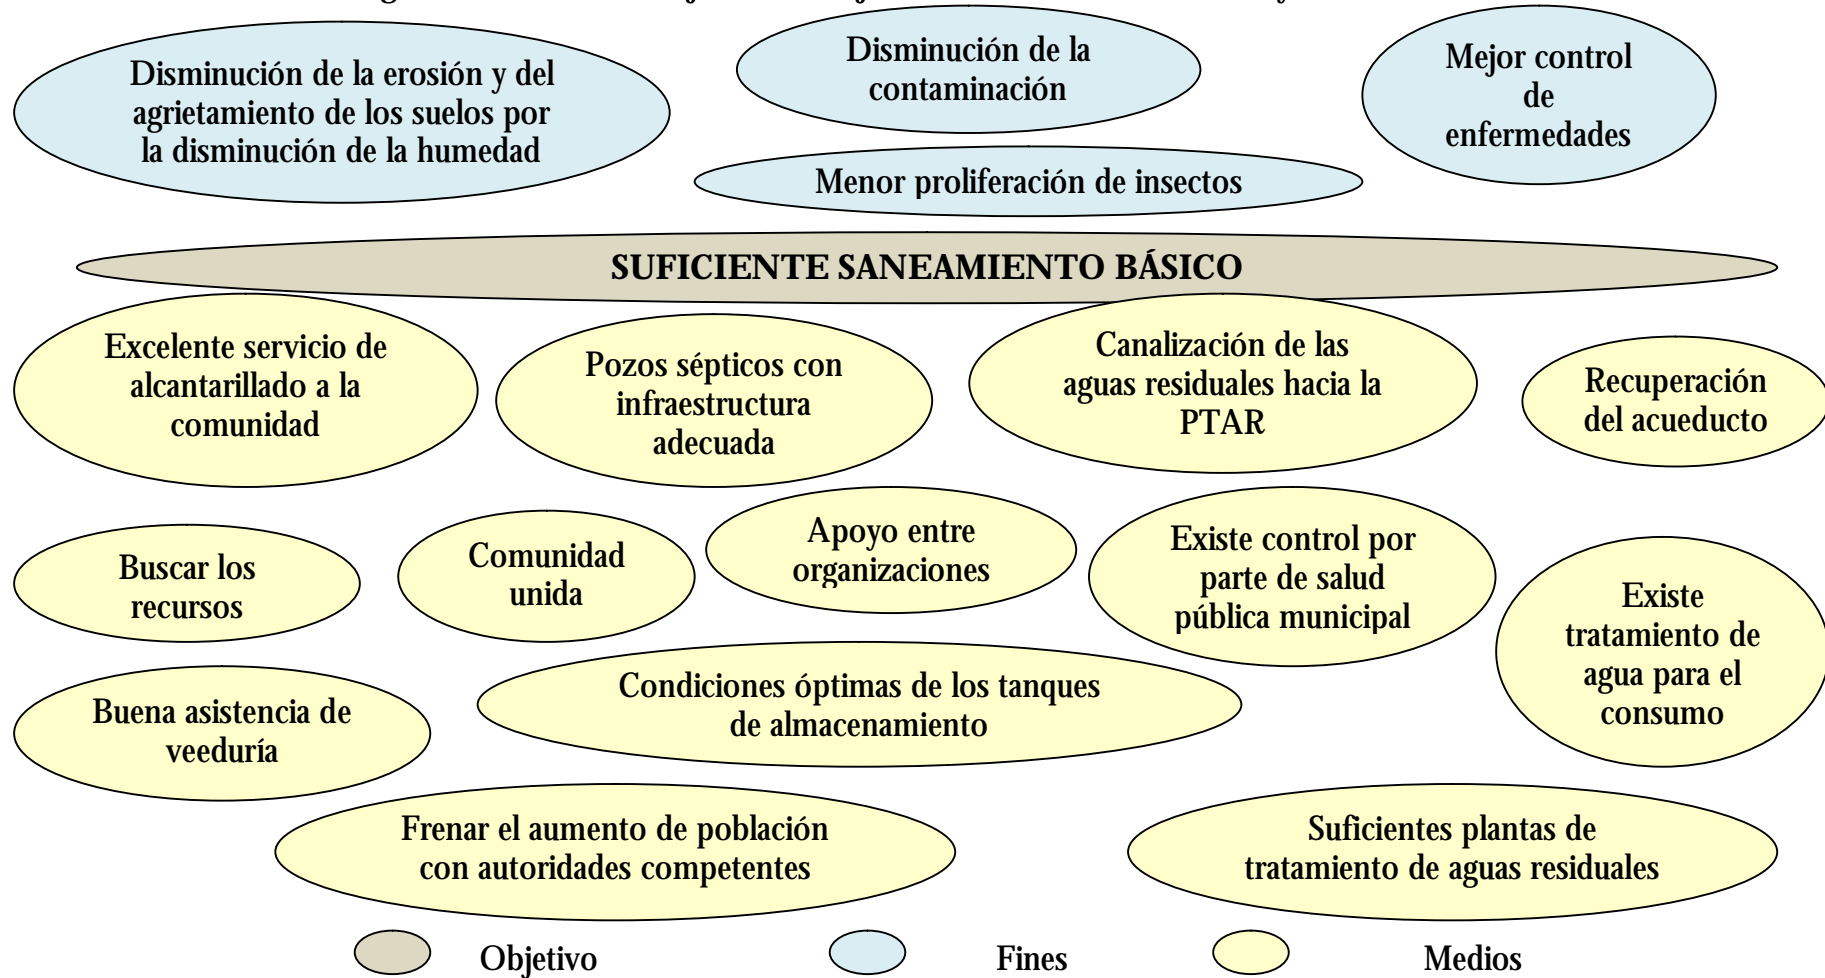 Disminución de la erosión y del
agrietamiento de los suelos por
la disminución de la humedad
Disminución de la
contaminación
Mejor control
de
enfermedades
Menor proliferación de insectos
SUFICIENTE SANEAMIENTO BÁSICO
Excelente servicio de
alcantarillado a la
comunidad
Pozos sépticos con
infraestructura
adecuada
Canalización de las
aguas residuales hacia la
PTAR
Recuperación
del acueducto
Buscar los
recursos
Comunidad
unida
Apoyo entre
organizaciones
Existe control por
parte de salud
pública municipal
Existe
tratamiento de
agua para el
consumo
Buena asistencia de
veeduría
Condiciones óptimas de los tanques
de almacenamiento
Frenar el aumento de población
con autoridades competentes
Suficientes plantas de
tratamiento de aguas residuales
Objetivo
Fines
Medios